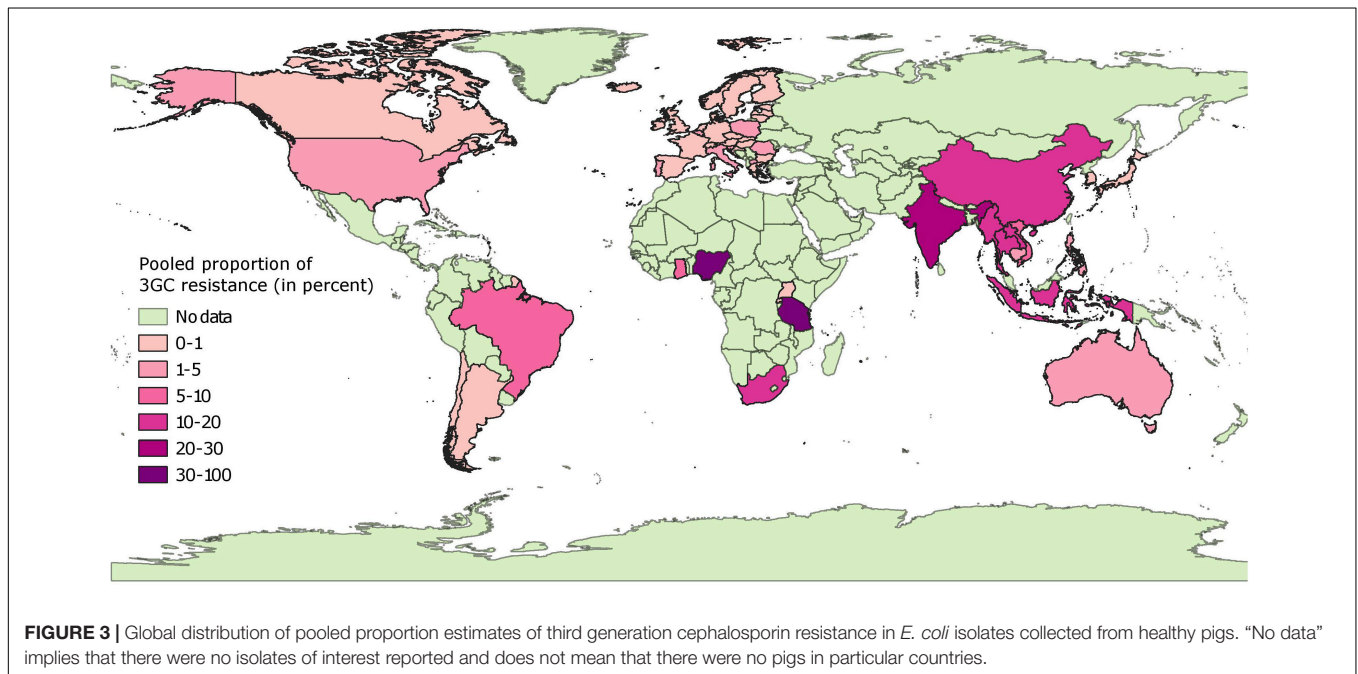 Pooled proportion of
3GC resistance (in percent)
No data
0-1
1-5
5-10
10-20
20-30
30-100
FIGURE 3 | Global distribution of pooled proportion estimates of third generation cephalosporin resistance in E. coli isolates collected from healthy pigs. “No data”
implies that there were no isolates of interest reported and does not mean that there were no pigs in particular countries.